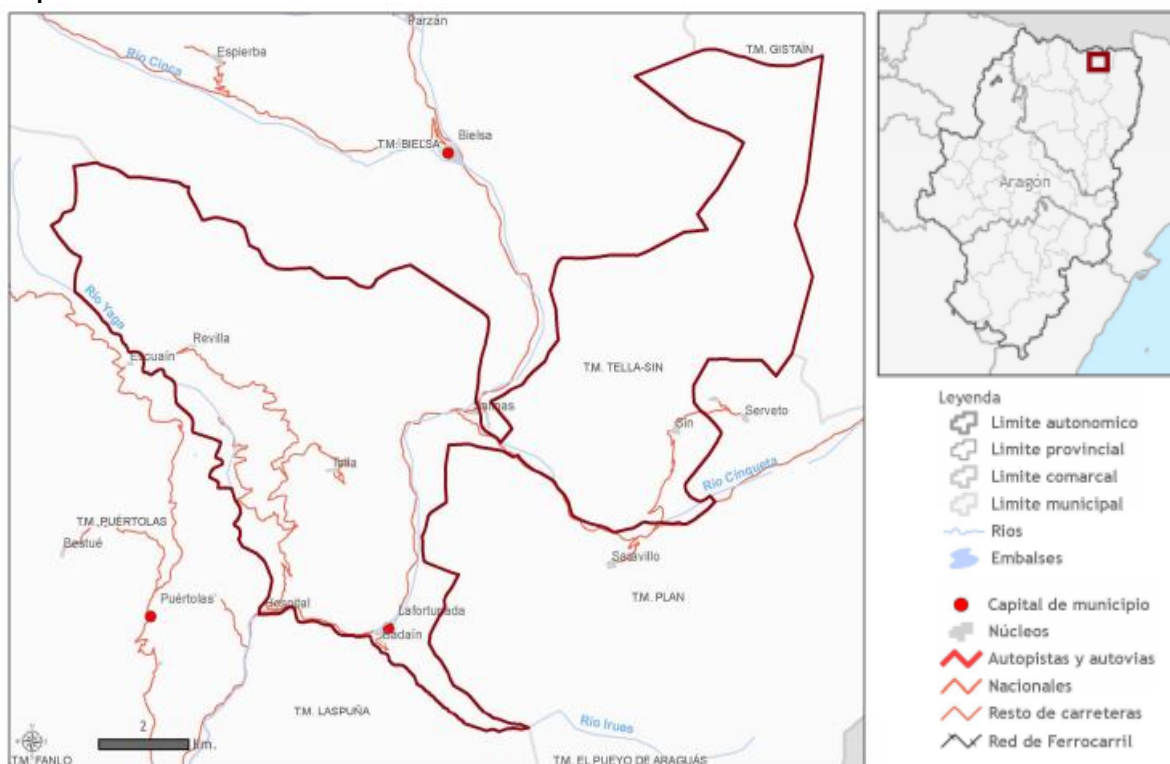 Parzán
T.M. GISTAÍN
Espierba
Río Cinca
T.M. BIELSA
Bielsa
Río Yaga
Revilla
Escuaín
T.M. TELLA-SIN
Salinas
Sin
Serveto
Tella
Río Cinqueta
T.M. PUÉRTOLAS
Bestué
Saravillo
Puértolas
Hospital
Lafortunada
Badaín
T.M. PLAN
T.M. LASPUÑA
Río Irues
2
km.
T.M. FANLO
T.M. EL PUEYO DE ARAGUÁS
Aragón
Leyenda
Limite autonomico
Limite provincial
Limite comarcal
Limite municipal
Rios
Embalses
Capital de municipio
Núcleos
Autopistas y autovias
Nacionales
Resto de carreteras
Red de Ferrocarril